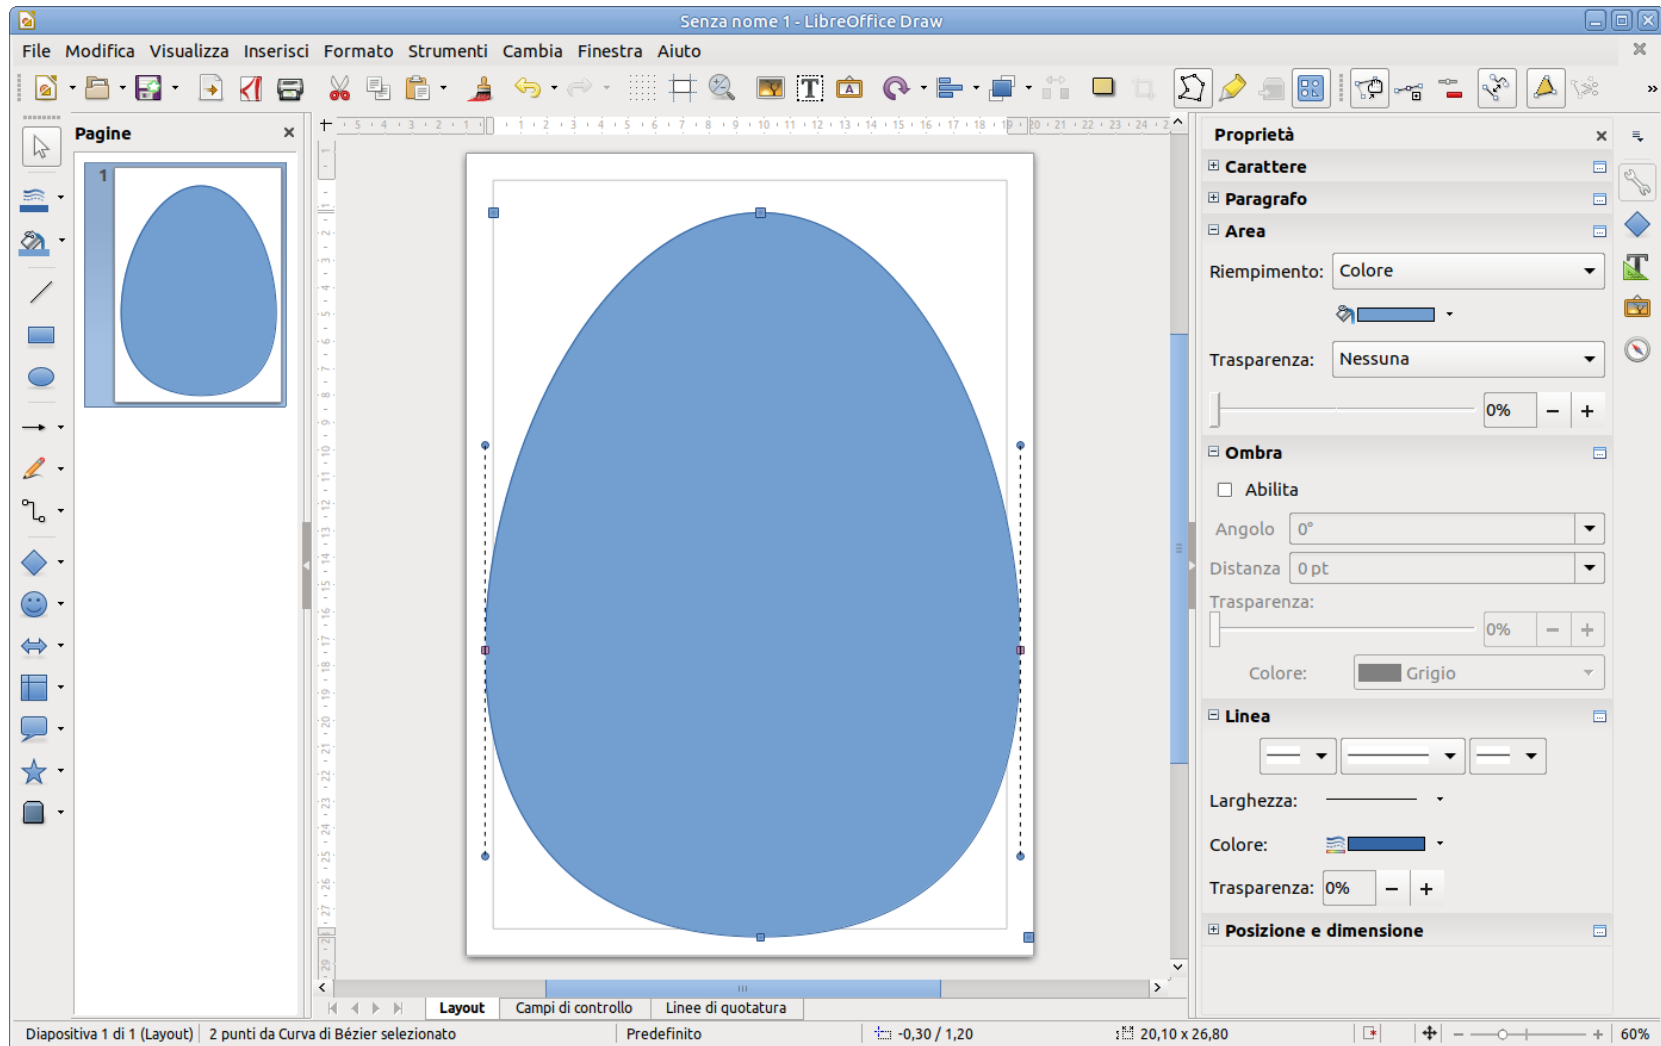 Senza nome 1 - LibreOffice Draw
File Modifica Visualizza Inserisci Formato Strumenti Cambia Finestra Aiuto
Pagine
1
Proprietà
Carattere
Paragrafo
Area
Riempimento: Colore
Trasparenza: Nessuna
0%
Ombra
Abilita
Angolo 0°
Distanza 0 pt
Trasparenza:
0%
Colore: Grigio
Linea
Larghezza:
Colore:
Trasparenza: 0%
Posizione e dimensione
Layout Campi di controllo Linee di quotatura
Diapositiva 1 di 1 (Layout) 2 punti da Curva di Bézier selezionato Predefinito -0,30 / 1,20 20,10 x 26,80 60%